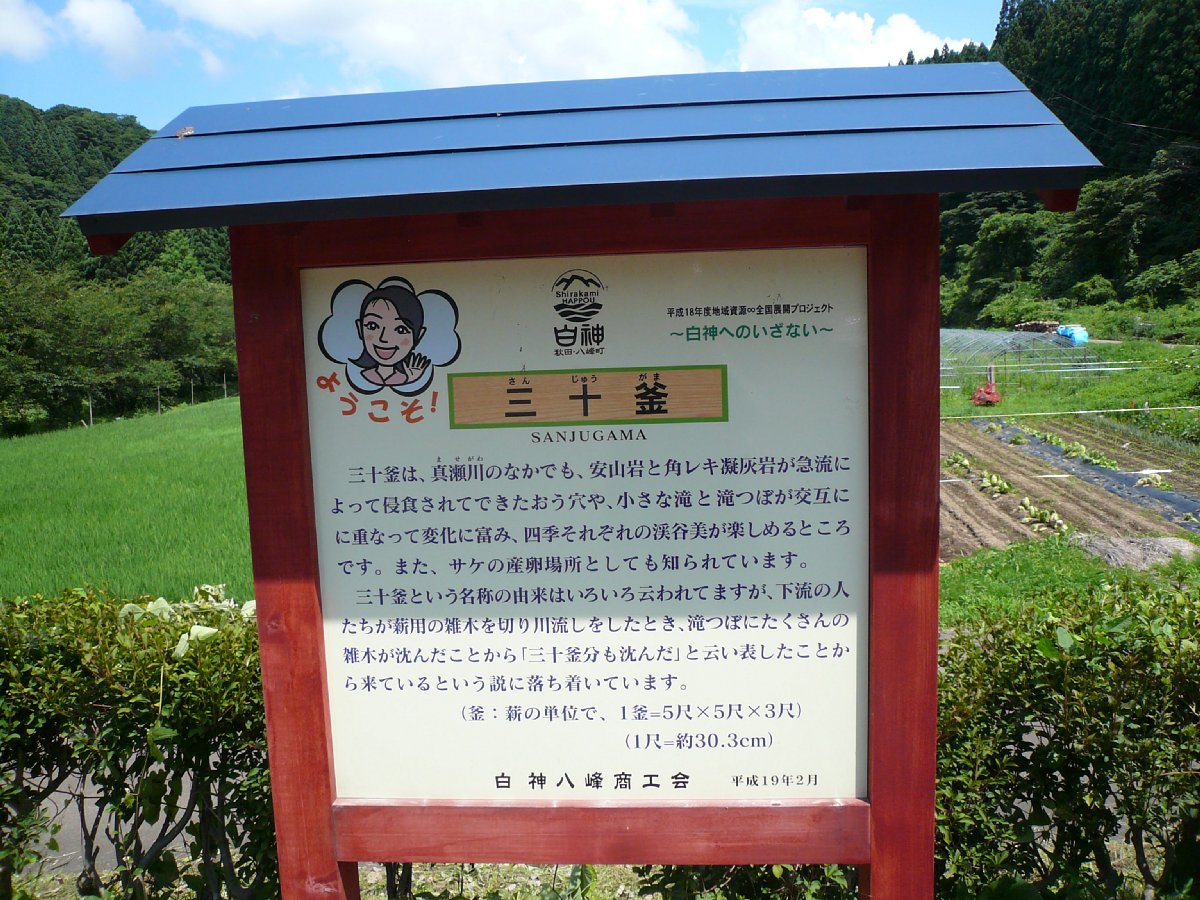 ようこそ!
Shirakami
HAPPOU
白神
秋田・八峰町
平成18年度地域資源∞全国展開プロジェクト
～白神へのいざない～
さん じゅう がま
三十釜
SANJUGAMA
ませがわ
三十釜は、真瀬川のなかでも、安山岩と角レキ凝灰岩が急流に
よって侵食されてできたおう穴や、小さな滝と滝つぼが交互に
に重なって変化に富み、四季それぞれの渓谷美が楽しめるところ
です。また、サケの産卵場所としても知られています。
三十釜という名称の由来はいろいろ云われてますが、下流の人
たちが薪用の雑木を切り川流しをしたとき、滝つぼにたくさんの
雑木が沈んだことから「三十釜分も沈んだ」と云い表したことか
ら来ているという説に落ち着いています。
(釜：薪の単位で、1釜=5尺×5尺×3尺)
(1尺=約30.3cm)
白神八峰商工会 平成19年2月